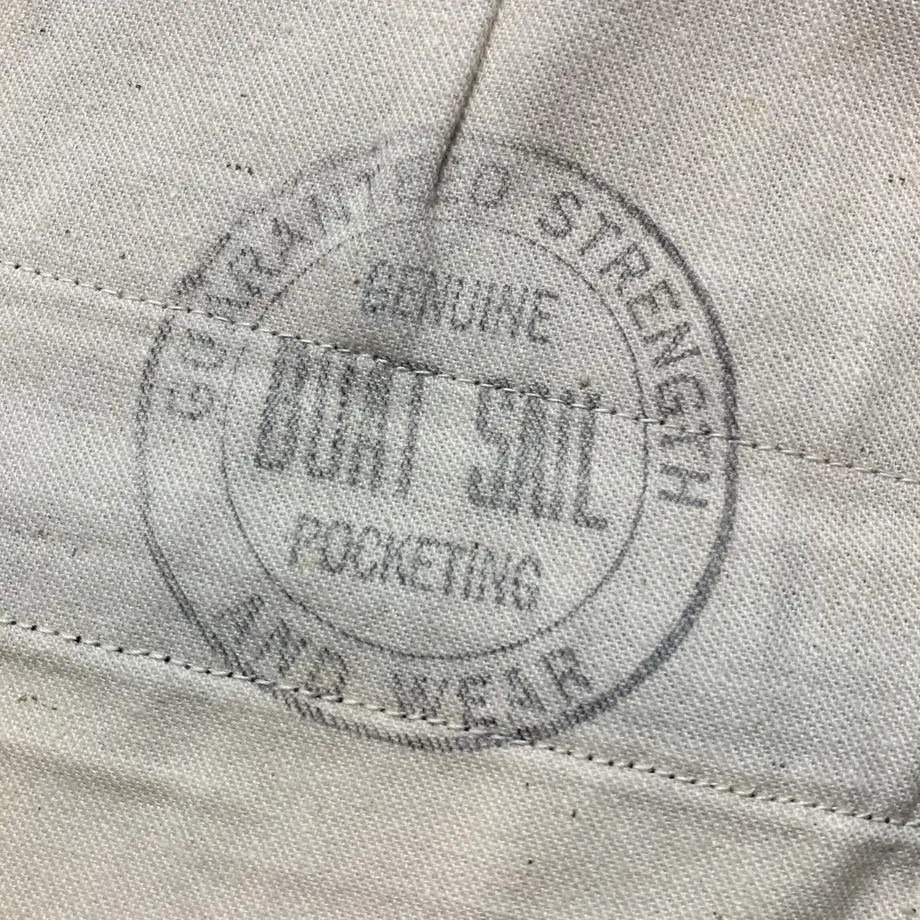 GUARANTEED STRENGTH
GENUINE
BOAT SAIL
POCKETING
AND WEAR